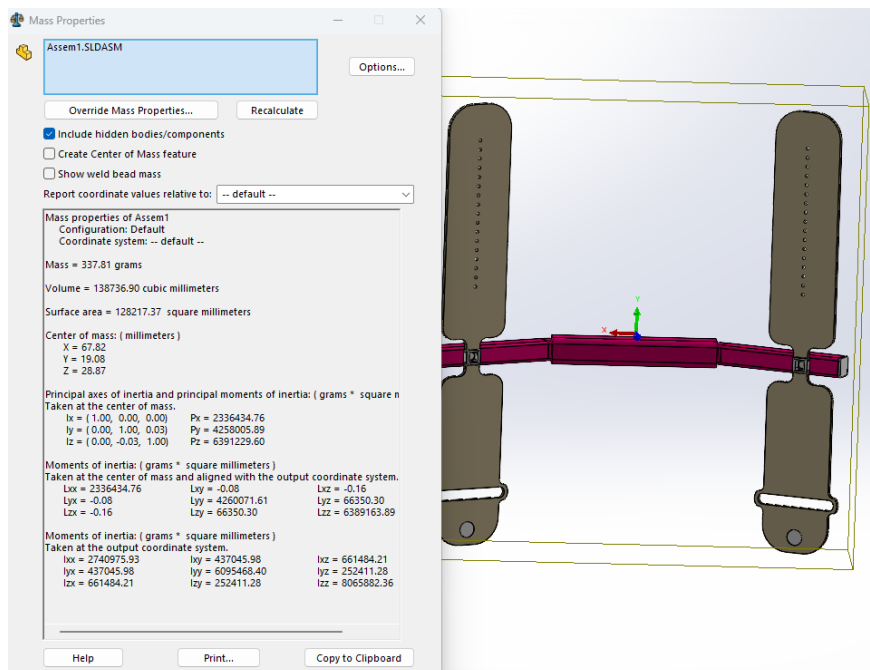 Mass Properties
Assem1.SLDASM
Options...
Override Mass Properties...
Recalculate
Include hidden bodies/components
Create Center of Mass feature
Show weld bead mass
Report coordinate values relative to: -- default --
Mass properties of Assem1
Configuration: Default
Coordinate system: -- default --
Mass = 337.81 grams
Volume = 138736.90 cubic millimeters
Surface area = 128217.37 square millimeters
Center of mass: ( millimeters )
X = 67.82
Y = 19.08
Z = 28.87
Principal axes of inertia and principal moments of inertia: ( grams * square n
Taken at the center of mass.
Ix = ( 1.00, 0.00, 0.00) Px = 2336434.76
Iy = ( 0.00, 1.00, 0.03) Py = 4258005.89
Iz = ( 0.00, -0.03, 1.00) Pz = 6391229.60
Moments of inertia: ( grams * square millimeters )
Taken at the center of mass and aligned with the output coordinate system.
Lxx = 2336434.76 Lxy = -0.08 Lxz = -0.16
Lyx = -0.08 Lyy = 4260071.61 Lyz = 66350.30
Lzx = -0.16 Lzy = 66350.30 Lzz = 6389163.89
Moments of inertia: ( grams * square millimeters )
Taken at the output coordinate system.
Ixx = 2740975.93 Ixy = 437045.98 Ixz = 661484.21
Iyx = 437045.98 Iyy = 6095468.40 Iyz = 252411.28
Izx = 661484.21 Izy = 252411.28 Izz = 8065882.36
Help
Print...
Copy to Clipboard
Y
X